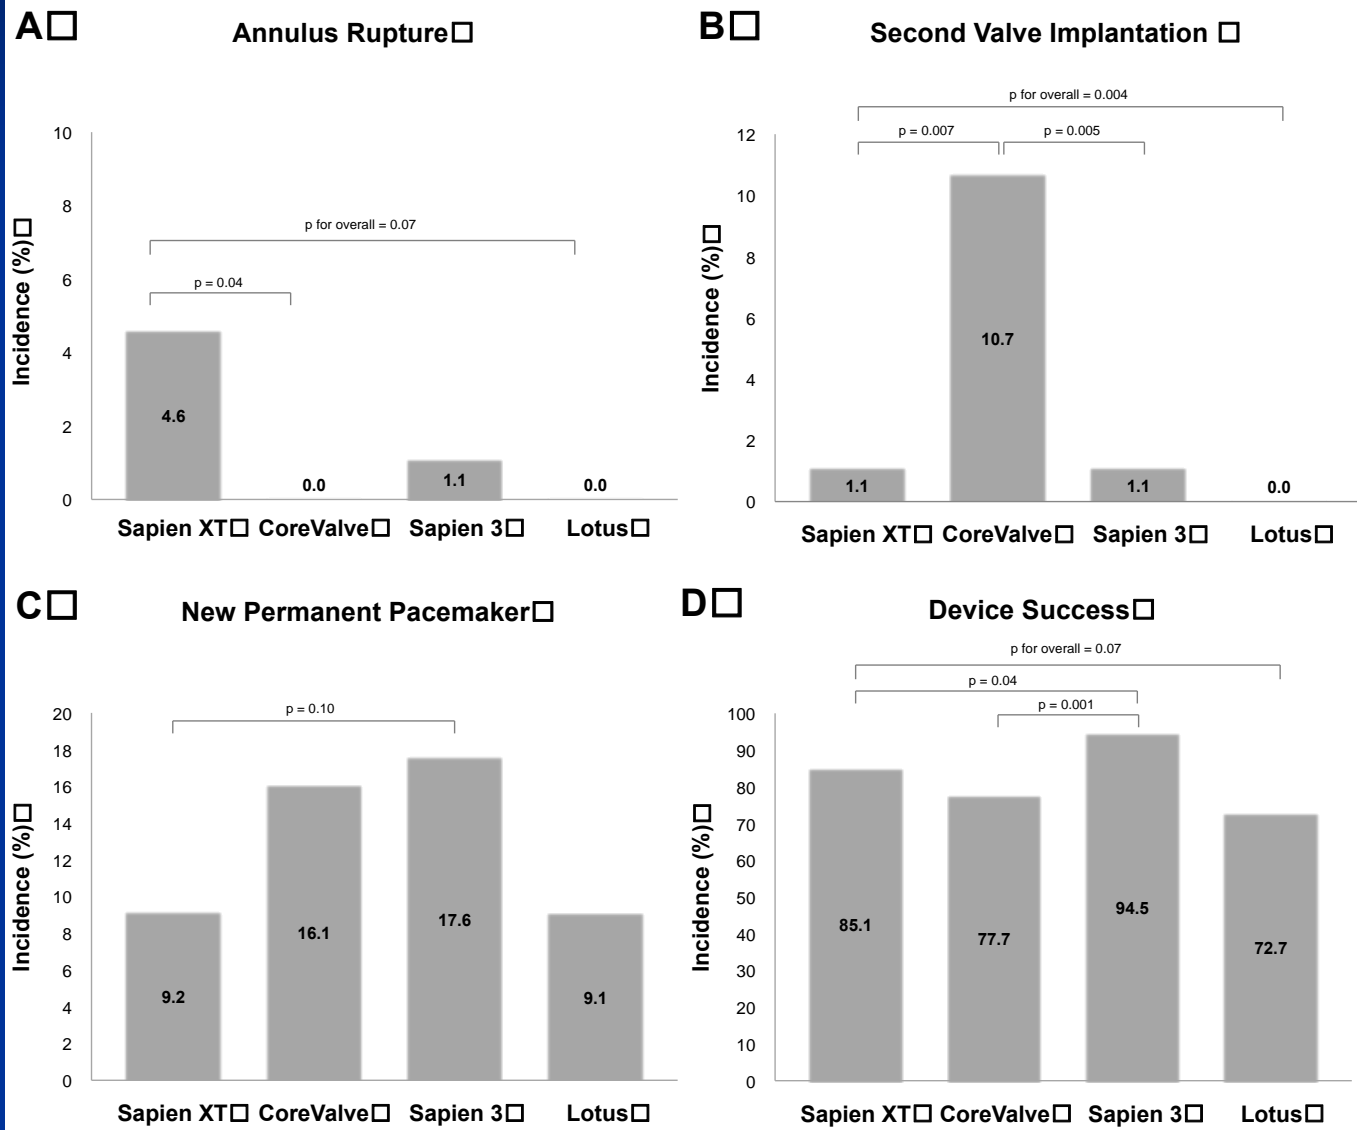 A□ Annulus Rupture□
p for overall = 0.07
p = 0.04
Incidence (%)□
10
8
6
4
2
0
4.6
0.0
1.1
0.0
Sapien XT□ CoreValve□ Sapien 3□ Lotus□
B□ Second Valve Implantation □
p for overall = 0.004
p = 0.007
p = 0.005
Incidence (%)□
12
10
8
6
4
2
0
1.1
10.7
1.1
0.0
Sapien XT□ CoreValve□ Sapien 3□ Lotus□
C□ New Permanent Pacemaker□
p = 0.10
Incidence (%)□
20
18
16
14
12
10
8
6
4
2
0
9.2
16.1
17.6
9.1
Sapien XT□ CoreValve□ Sapien 3□ Lotus□
D□ Device Success□
p for overall = 0.07
p = 0.04
p = 0.001
Incidence (%)□
100
90
80
70
60
50
40
30
20
10
0
85.1
77.7
94.5
72.7
Sapien XT□ CoreValve□ Sapien 3□ Lotus□